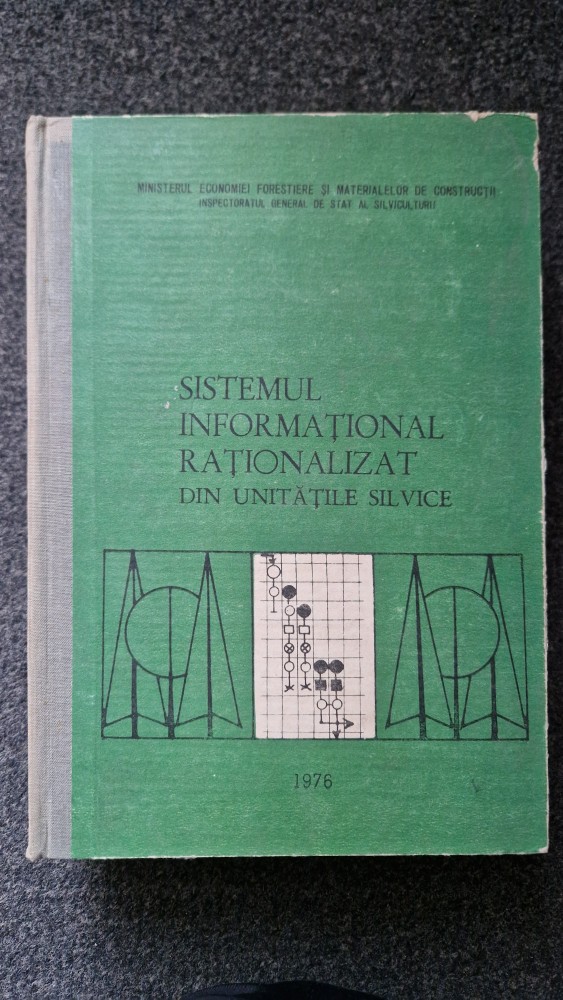 MINISTERUL ECONOMIEI FORESTIERE ȘI MATERIALELOR DE CONSTRUCȚII
INSPECTORATUL GENERAL DE STAT AL SILVICULTURII
SISTEMUL
INFORMAȚIONAL
RAȚIONALIZAT
DIN UNITĂȚILE SILVICE
1976